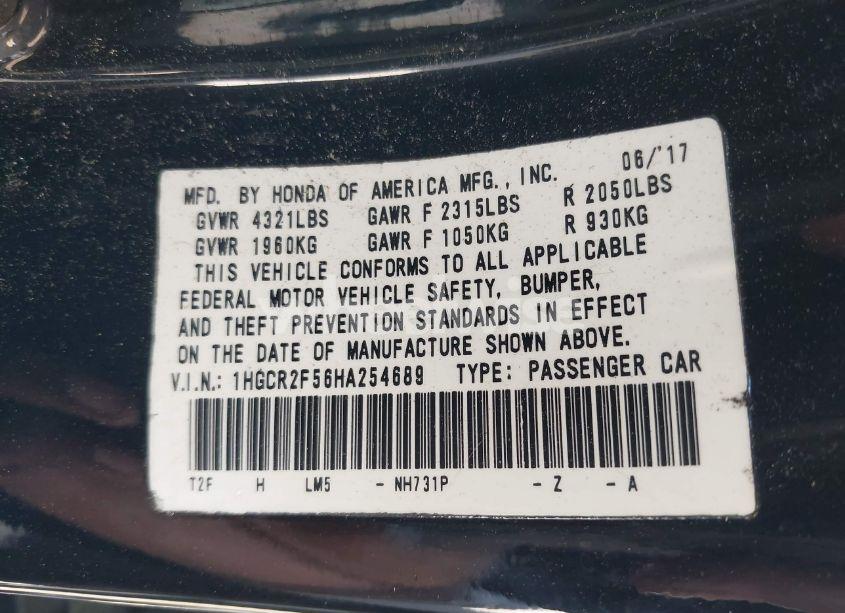 MFD. BY HONDA OF AMERICA MFG., INC. 06/'17
GVWR 4321LBS GAWR F 2315LBS R 2050LBS
GVWR 1960KG GAWR F 1050KG R 930KG
THIS VEHICLE CONFORMS TO ALL APPLICABLE
FEDERAL MOTOR VEHICLE SAFETY, BUMPER,
AND THEFT PREVENTION STANDARDS IN EFFECT
ON THE DATE OF MANUFACTURE SHOWN ABOVE.
V.I.N.: 1HGCR2F56HA254689 TYPE: PASSENGER CAR
T2F H LM5 - NH731P - Z - A